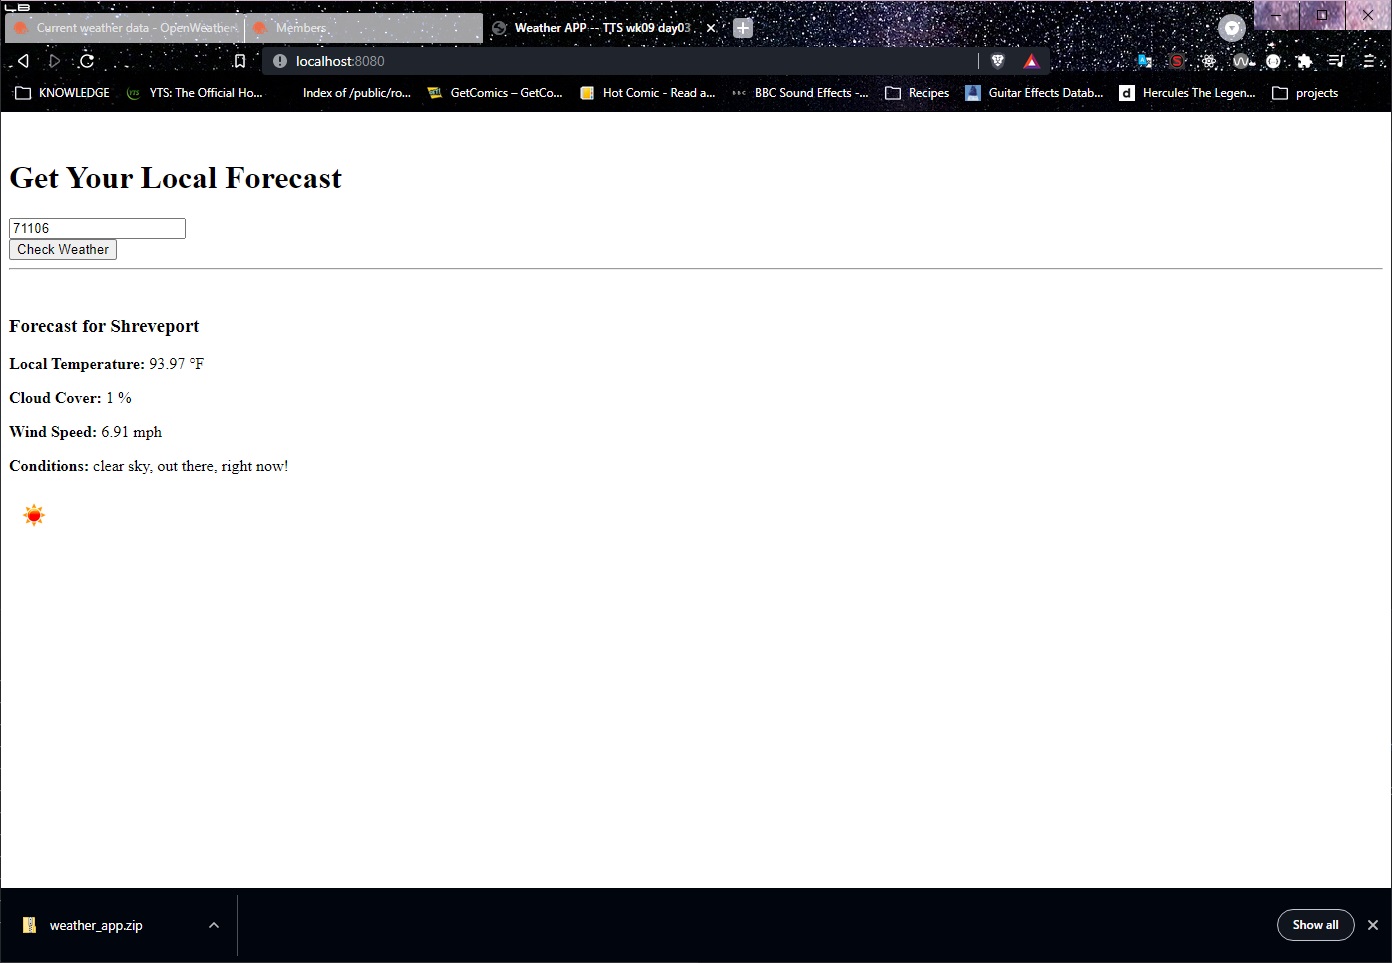 Current weather data - OpenWeather
Members
Weather APP -- TTS wk09 day03
localhost:8080
KNOWLEDGE
YTS: The Official Ho...
Index of /public/ro...
GetComics – GetCo...
Hot Comic - Read a...
BBC Sound Effects -...
Recipes
Guitar Effects Datab...
Hercules The Legen...
projects
Get Your Local Forecast
71106
Check Weather
Forecast for Shreveport
Local Temperature: 93.97 °F
Cloud Cover: 1 %
Wind Speed: 6.91 mph
Conditions: clear sky, out there, right now!
weather_app.zip
Show all